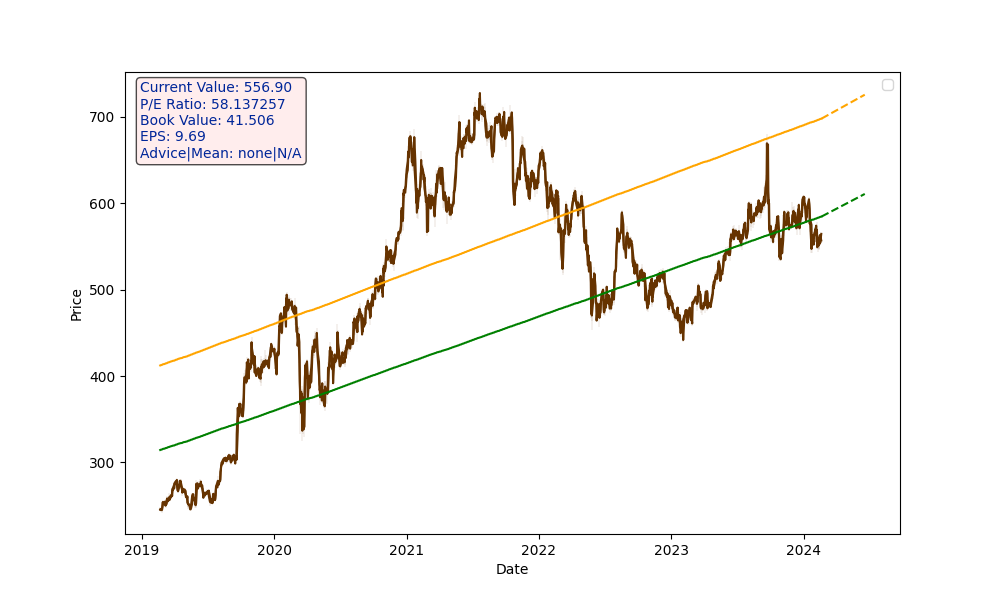 Current Value: 556.90
P/E Ratio: 58.137257
Book Value: 41.506
EPS: 9.69
Advice|Mean: none|N/A
700
600
500
400
300
Price
2019 2020 2021 2022 2023 2024
Date